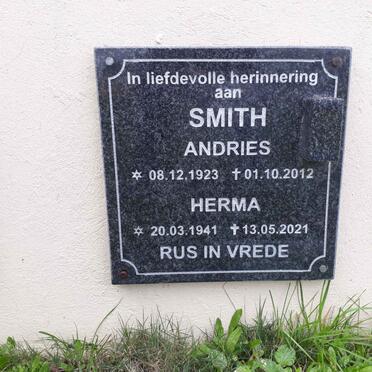 In liefdevolle herinnering
aan
SMITH
ANDRIES
✡ 08.12.1923 ✝ 01.10.2012
HERMA
✡ 20.03.1941 ✝ 13.05.2021
RUS IN VREDE